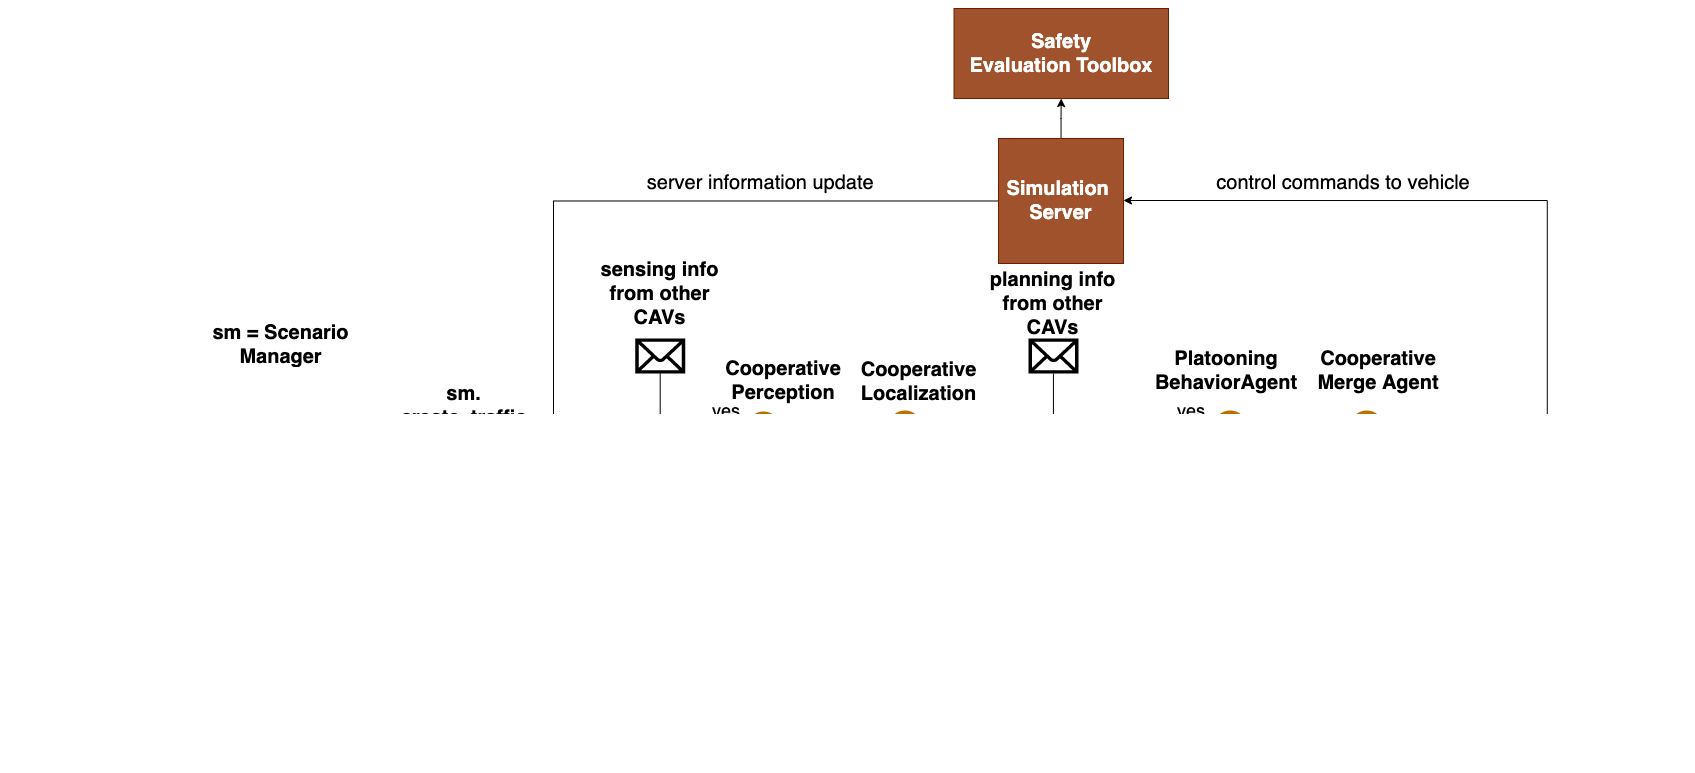 Safety
Evaluation Toolbox
server information update
Simulation
Server
control commands to vehicle
sensing info
from other
CAVs
planning info
from other
CAVs
sm = Scenario
Manager
Cooperative
Perception
Cooperative
Localization
Platooning
BehaviorAgent
Cooperative
Merge Agent
sm.
yes
yes